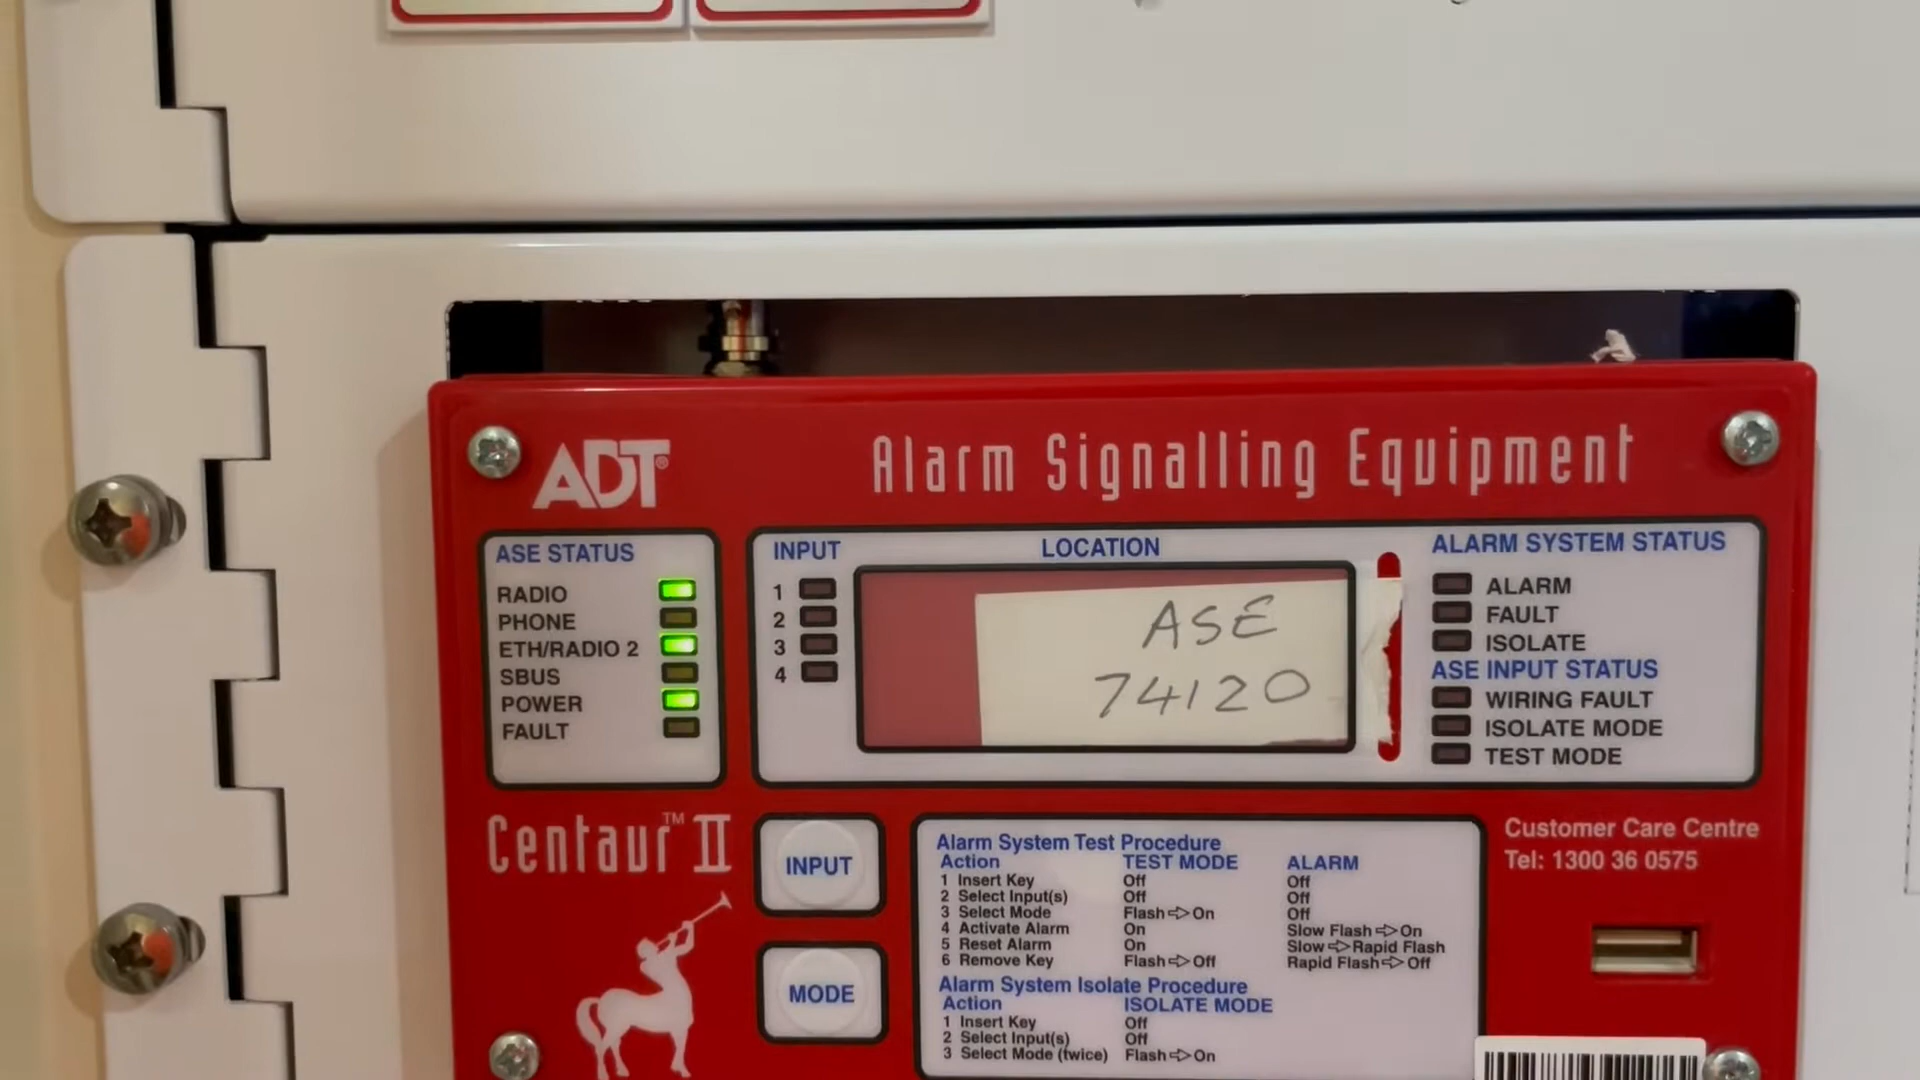 ADT®
Alarm Signalling Equipment
ASE STATUS
RADIO
PHONE
ETH/RADIO 2
SBUS
POWER
FAULT
INPUT
1
2
3
4
LOCATION
ASE
74120
ALARM SYSTEM STATUS
ALARM
FAULT
ISOLATE
ASE INPUT STATUS
WIRING FAULT
ISOLATE MODE
TEST MODE
Centaur™ II
INPUT
MODE
Alarm System Test Procedure
Action TEST MODE ALARM
1 Insert Key Off Off
2 Select Input(s) Off Off
3 Select Mode Flash ⇨ On Off
4 Activate Alarm On Slow Flash ⇨ On
5 Reset Alarm On Slow ⇨ Rapid Flash
6 Remove Key Flash ⇨ Off Rapid Flash ⇨ Off
Alarm System Isolate Procedure
Action ISOLATE MODE
1 Insert Key Off
2 Select Input(s) Off
3 Select Mode (twice) Flash ⇨ On
Customer Care Centre
Tel: 1300 36 0575